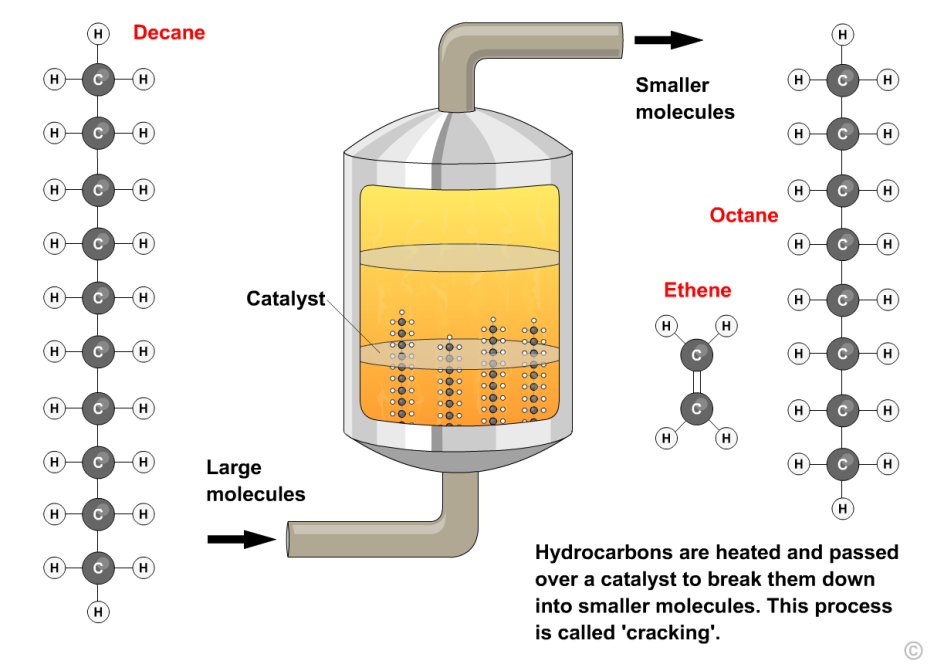 Decane
H
H C H
H C H
H C H
H C H
H C H
H C H
H C H
H C H
H C H
H C H
H
Large
molecules
Catalyst
Smaller
molecules
Ethene
H H
C
C
H H
Octane
H
H C H
H C H
H C H
H C H
H C H
H C H
H C H
H C H
H
Hydrocarbons are heated and passed
over a catalyst to break them down
into smaller molecules. This process
is called 'cracking'.
©